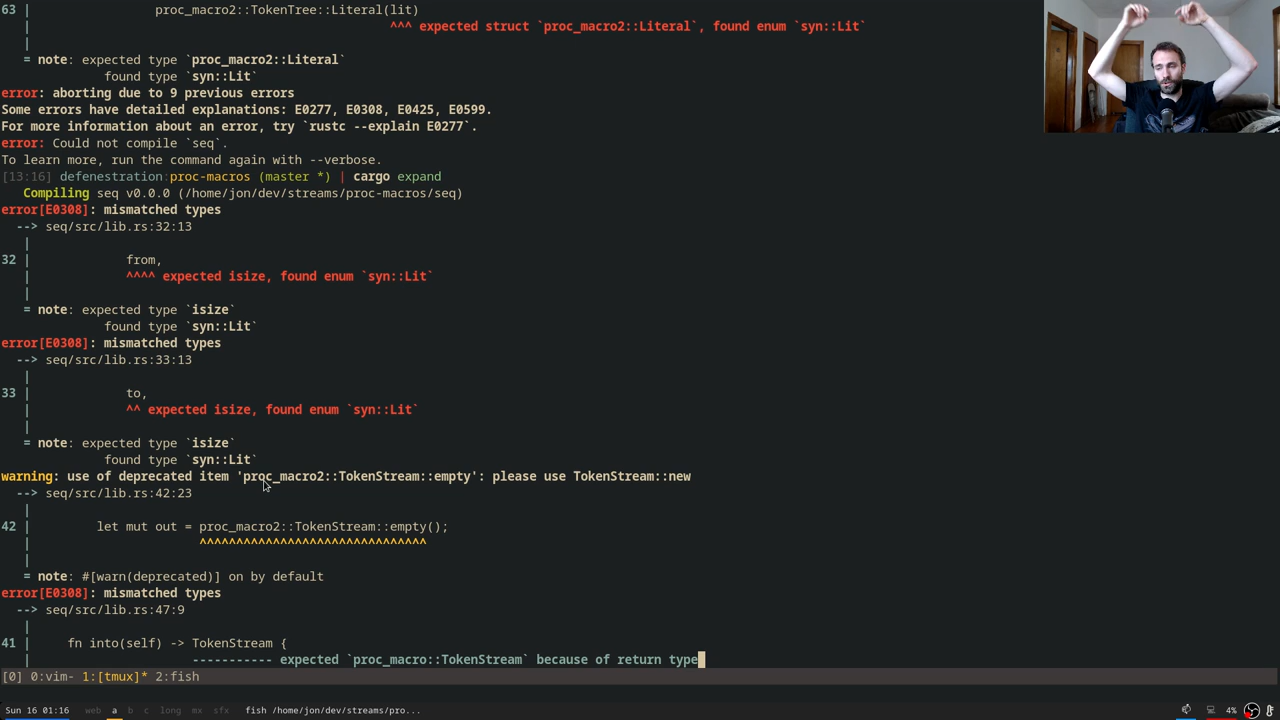 63 |                 proc_macro2::TokenTree::Literal(lit)
   |                                                 ^^^ expected struct `proc_macro2::Literal`, found enum `syn::Lit`
   |
   = note: expected type `proc_macro2::Literal`
              found type `syn::Lit`
error: aborting due to 9 previous errors
Some errors have detailed explanations: E0277, E0308, E0425, E0599.
For more information about an error, try `rustc --explain E0277`.
error: Could not compile `seq`.
To learn more, run the command again with --verbose.
[13:16] defenestration:proc-macros (master *) | cargo expand
   Compiling seq v0.0.0 (/home/jon/dev/streams/proc-macros/seq)
error[E0308]: mismatched types
  --> seq/src/lib.rs:32:13
   |
32 |             from,
   |             ^^^^ expected isize, found enum `syn::Lit`
   |
   = note: expected type `isize`
              found type `syn::Lit`
error[E0308]: mismatched types
  --> seq/src/lib.rs:33:13
   |
33 |             to,
   |             ^^ expected isize, found enum `syn::Lit`
   |
   = note: expected type `isize`
              found type `syn::Lit`
warning: use of deprecated item 'proc_macro2::TokenStream::empty': please use TokenStream::new
  --> seq/src/lib.rs:42:23
   |
42 |         let mut out = proc_macro2::TokenStream::empty();
   |                       ^^^^^^^^^^^^^^^^^^^^^^^^^^^^^^^
   |
   = note: #[warn(deprecated)] on by default
error[E0308]: mismatched types
  --> seq/src/lib.rs:47:9
   |
41 |     fn into(self) -> TokenStream {
   |                      ----------- expected `proc_macro::TokenStream` because of return type
[0] 0:vim- 1:[tmux]* 2:fish
Sun 16 01:16 web a b c long mx sfx fish /home/jon/dev/streams/pro... 4%